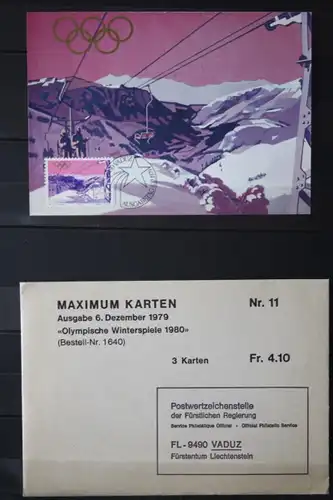 VADUZ
MAXIMUM KARTEN
Nr. 11
Ausgabe 6. Dezember 1979
«Olympische Winterspiele 1980»
(Bestell-Nr. 1640)
3 Karten
Fr. 4.10
Postwertzeichenstelle
der Fürstlichen Regierung
Service Philatélique Officiel - Official Philatelic Service
FL-9490 VADUZ
Fürstentum Liechtenstein